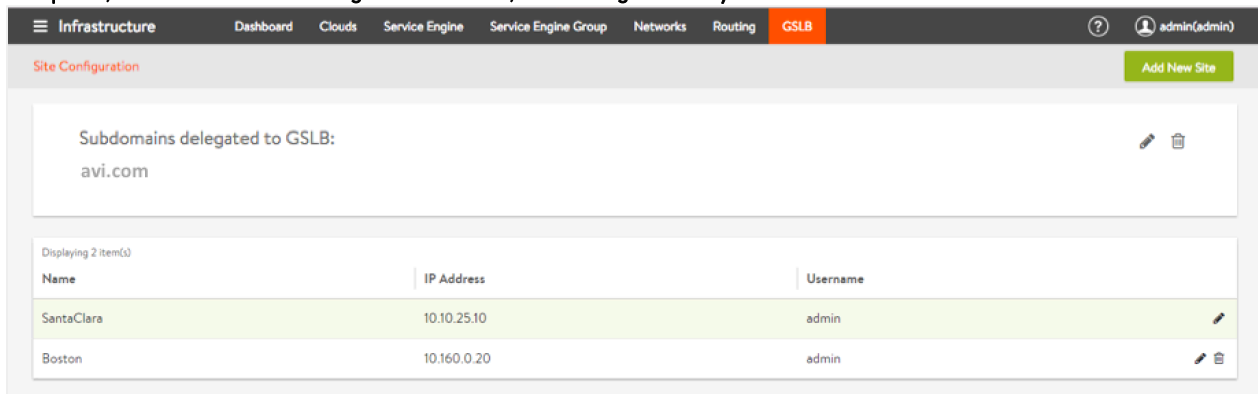 Infrastructure Dashboard Clouds Service Engine Service Engine Group Networks Routing GSLB ? admin(admin)
Site Configuration Add New Site
Subdomains delegated to GSLB:
avi.com
Displaying 2 item(s)
Name IP Address Username
SantaClara 10.10.25.10 admin
Boston 10.160.0.20 admin